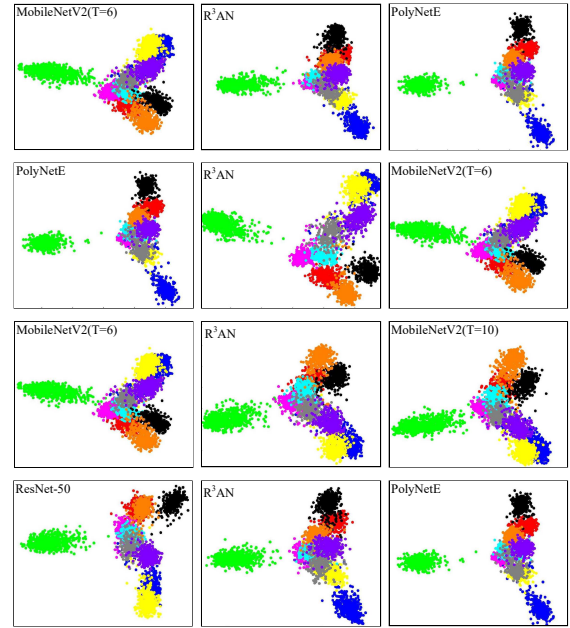 MobileNetV2(T=6)
R³AN
PolyNetE
PolyNetE
R³AN
MobileNetV2(T=6)
MobileNetV2(T=6)
R³AN
MobileNetV2(T=10)
ResNet-50
R³AN
PolyNetE